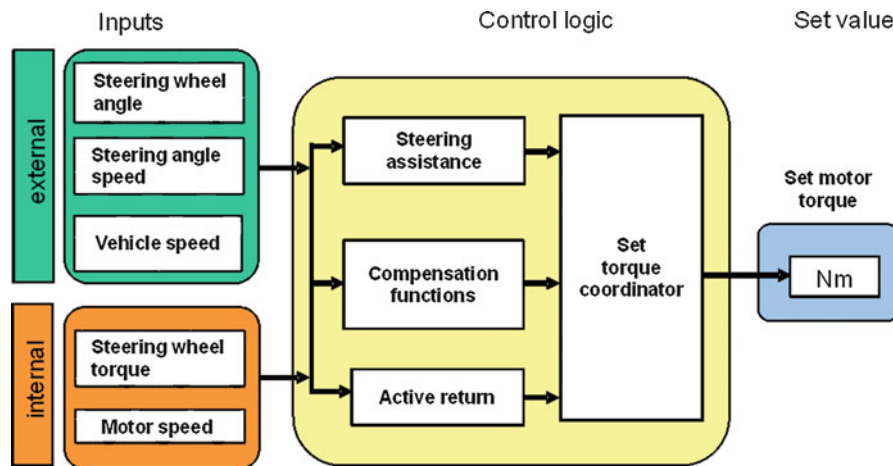 Inputs
Control logic
Set value
external
Steering wheel
angle
Steering angle
speed
Vehicle speed
internal
Steering wheel
torque
Motor speed
Steering
assistance
Compensation
functions
Active return
Set
torque
coordinator
Set motor
torque
Nm